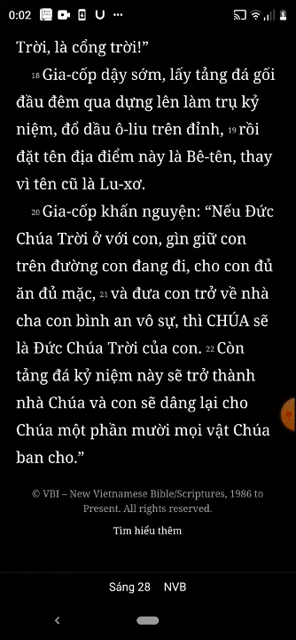 0:02
Trời, là cổng trời!”
18 Gia-cốp dậy sớm, lấy tảng đá gối
đầu đêm qua dựng lên làm trụ kỷ
niệm, đổ dầu ô-liu trên đỉnh, 19 rồi
đặt tên địa điểm này là Bê-tên, thay
vì tên cũ là Lu-xơ.
20 Gia-cốp khấn nguyện: “Nếu Đức
Chúa Trời ở với con, gìn giữ con
trên đường con đang đi, cho con đủ
ăn đủ mặc, 21 và đưa con trở về nhà
cha con bình an vô sự, thì CHÚA sẽ
là Đức Chúa Trời của con. 22 Còn
tảng đá kỷ niệm này sẽ trở thành
nhà Chúa và con sẽ dâng lại cho
Chúa một phần mười mọi vật Chúa
ban cho.”
© VBI – New Vietnamese Bible/Scriptures, 1986 to
Present. All rights reserved.
Tìm hiểu thêm
Sáng 28 NVB